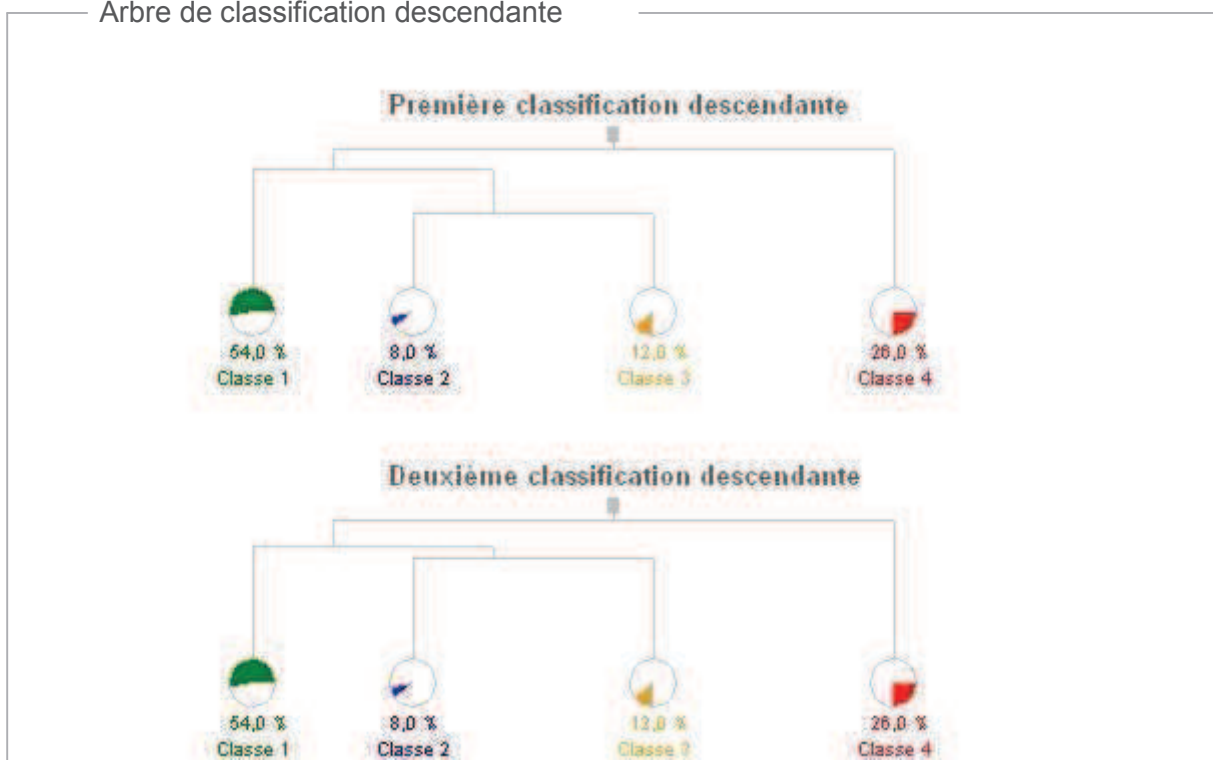 Arbre de classification descendante
Première classification descendante
54,0 % 8,0 % 12,0 % 26,0 %
Classe 1 Classe 2 Classe 3 Classe 4
Deuxième classification descendante
54,0 % 8,0 % 12,0 % 26,0 %
Classe 1 Classe 2 Classe 3 Classe 4